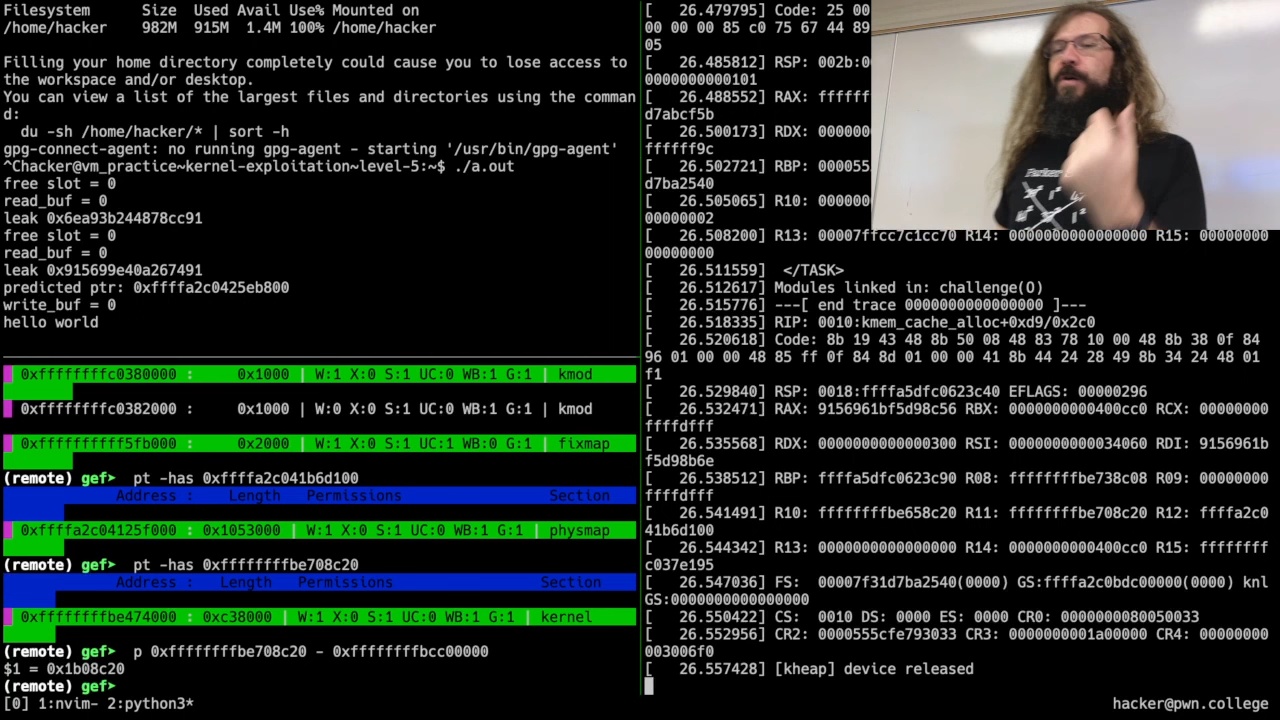 Filesystem      Size  Used Avail Use% Mounted on
/home/hacker    982M  915M  1.4M 100% /home/hacker
Filling your home directory completely could cause you to lose access to
the workspace and/or desktop.
You can view a list of the largest files and directories using the comman
d:
du -sh /home/hacker/* | sort -h
gpg-connect-agent: no running gpg-agent - starting '/usr/bin/gpg-agent'
^Chacker@vm_practice~kernel-exploitation~level-5:~$ ./a.out
free slot = 0
read_buf = 0
leak 0x6ea93b244878cc91
free slot = 0
read_buf = 0
leak 0x915699e40a267491
predicted ptr: 0xffffa2c0425eb800
write_buf = 0
hello world
0xffffffffc0380000 :     0x1000 | W:1 X:0 S:1 UC:0 WB:1 G:1 | kmod
0xffffffffc0382000 :     0x1000 | W:0 X:0 S:1 UC:0 WB:1 G:1 | kmod
0xffffffffff5fb000 :     0x2000 | W:1 X:0 S:1 UC:0 WB:1 G:1 | fixmap
(remote) gef➤  pt -has 0xffffa2c041b6d100
Address :   Length   Permissions                   Section
0xffffa2c04125f000 : 0x1053000 | W:1 X:0 S:1 UC:0 WB:1 G:1 | physmap
(remote) gef➤  pt -has 0xffffffffbe708c20
Address :  Length   Permissions                   Section
0xffffffffbe474000 : 0xc38000 | W:1 X:0 S:1 UC:0 WB:1 G:1 | kernel
(remote) gef➤  p 0xffffffffbe708c20 - 0xffffffffbcc00000
$1 = 0x1b08c20
(remote) gef➤
[   26.479795] Code: 25 00
00 00 00 85 c0 75 67 44 89
05
[   26.485812] RSP: 002b:0
0000000000101
[   26.488552] RAX: ffffff
d7abcf5b
[   26.500173] RDX: 000000
ffffff9c
[   26.502721] RBP: 000055
d7ba2540
[   26.505065] R10: 000000
00000002
[   26.508200] R13: 00007ffcc7c1cc70 R14: 0000000000000000 R15: 00000000
00000000
[   26.511559]  </TASK>
[   26.512617] Modules linked in: challenge(O)
[   26.515776] ---[ end trace 0000000000000000 ]---
[   26.518335] RIP: 0010:kmem_cache_alloc+0xd9/0x2c0
[   26.520618] Code: 8b 19 43 48 8b 50 08 48 83 78 10 00 48 8b 38 0f 84
96 01 00 00 48 85 ff 0f 84 8d 01 00 00 41 8b 44 24 28 49 8b 34 24 48 01
f1
[   26.529840] RSP: 0018:ffffa5dfc0623c40 EFLAGS: 00000296
[   26.532471] RAX: 9156961bf5d98c56 RBX: 0000000000400cc0 RCX: 00000000
ffffdfff
[   26.535568] RDX: 0000000000000300 RSI: 0000000000034060 RDI: 9156961b
f5d98b6e
[   26.538512] RBP: ffffa5dfc0623c90 R08: ffffffffbe738c08 R09: 00000000
ffffdfff
[   26.541491] R10: ffffffffbe658c20 R11: ffffffffbe708c20 R12: ffffa2c0
41b6d100
[   26.544342] R13: 0000000000000000 R14: 0000000000400cc0 R15: ffffffff
c037e195
[   26.547036] FS:  00007f31d7ba2540(0000) GS:ffffa2c0bdc00000(0000) knl
GS:0000000000000000
[   26.550422] CS:  0010 DS: 0000 ES: 0000 CR0: 0000000080050033
[   26.552956] CR2: 0000555cfe793033 CR3: 0000000001a00000 CR4: 00000000
003006f0
[   26.557428] [kheap] device released
[0] 1:nvim- 2:python3*
hacker@pwn.college